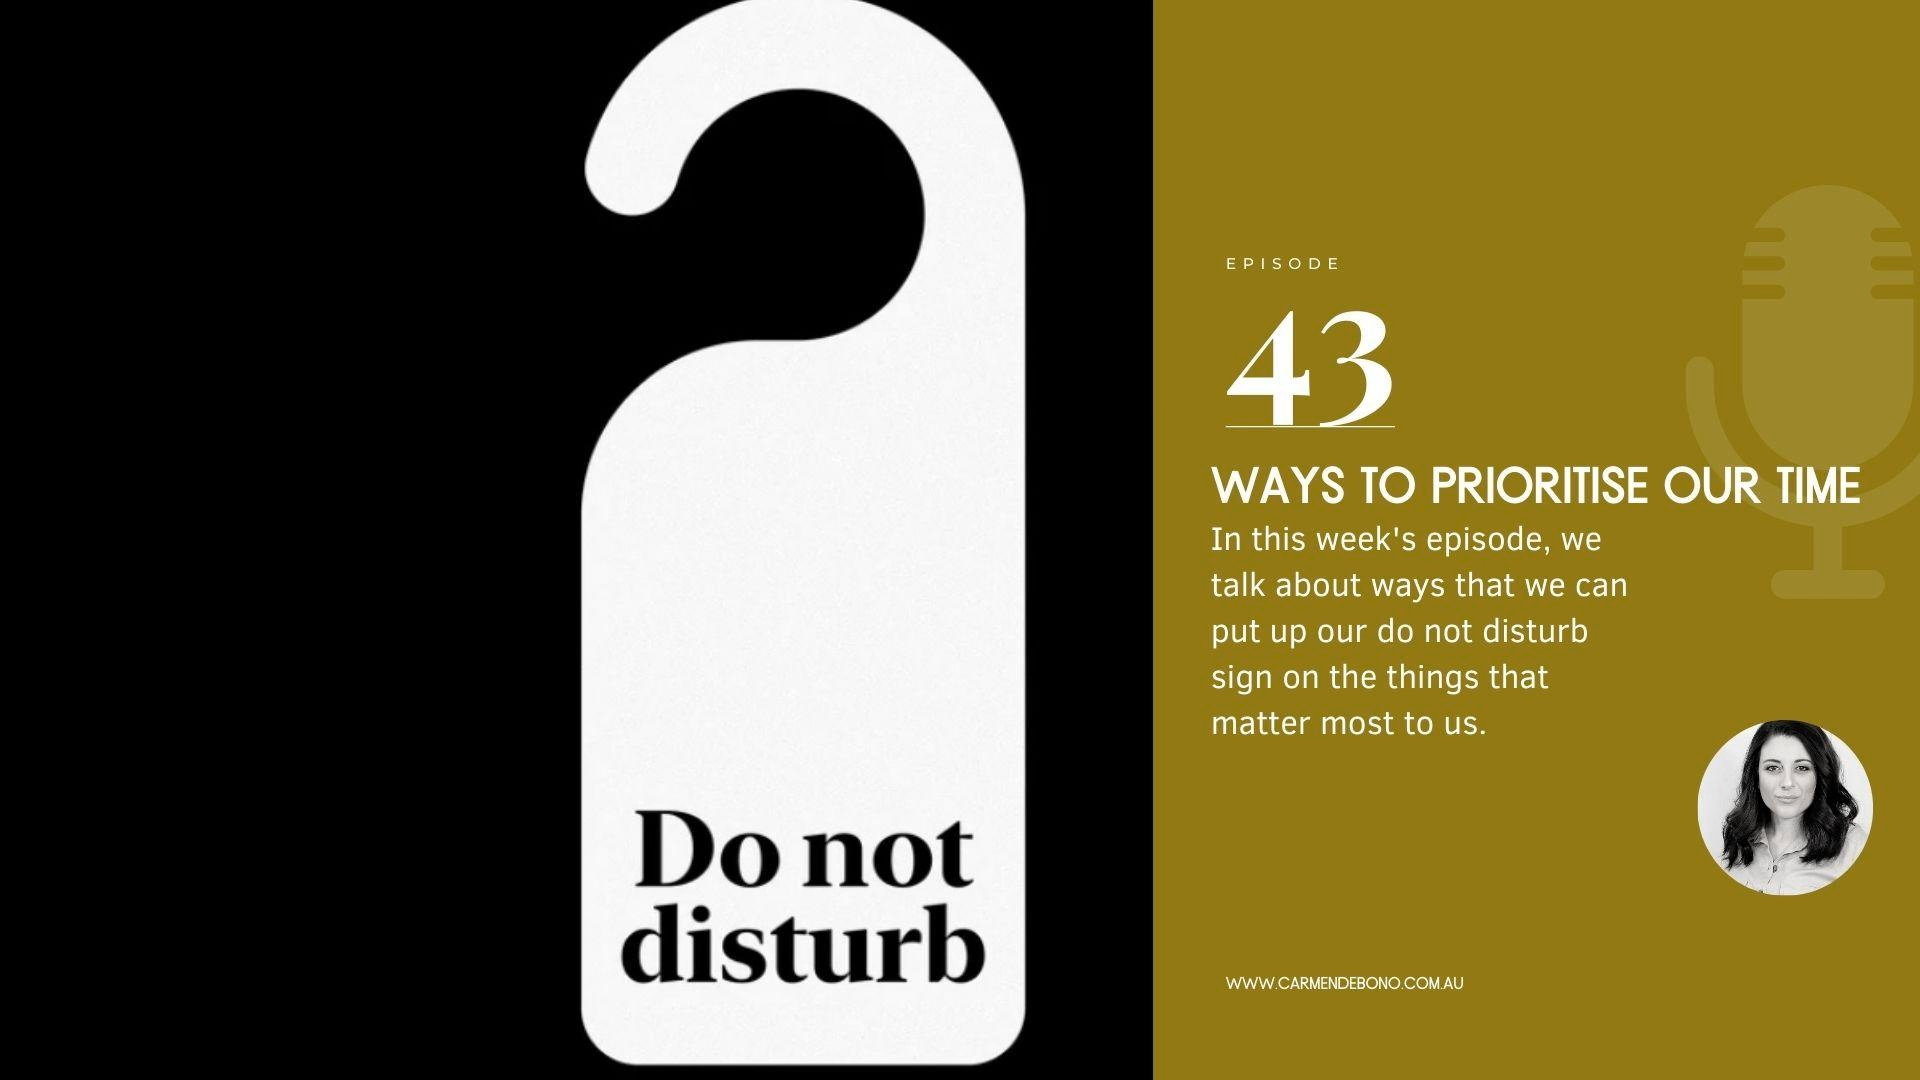 Do not
disturb
EPISODE
43
WAYS TO PRIORITISE OUR TIME
In this week's episode, we
talk about ways that we can
put up our do not disturb
sign on the things that
matter most to us.
WWW.CARMENDEBONO.COM.AU